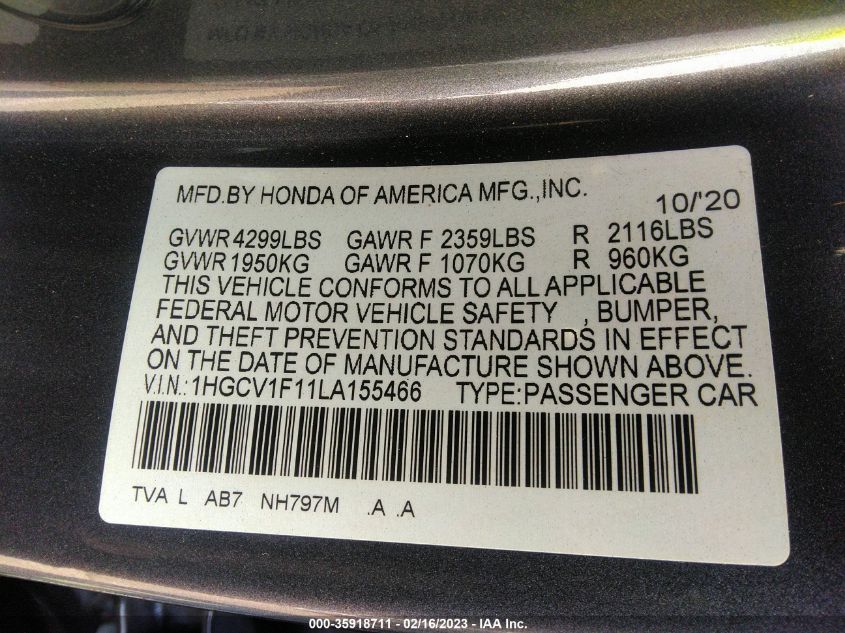 MFD.BY HONDA OF AMERICA MFG.,INC. 10/'20
GVWR 4299LBS GAWR F 2359LBS R 2116LBS
GVWR 1950KG GAWR F 1070KG R 960KG
THIS VEHICLE CONFORMS TO ALL APPLICABLE
FEDERAL MOTOR VEHICLE SAFETY , BUMPER,
AND THEFT PREVENTION STANDARDS IN EFFECT
ON THE DATE OF MANUFACTURE SHOWN ABOVE.
V.I.N.:1HGCV1F11LA155466 TYPE:PASSENGER CAR
TVA L AB7 NH797M .A .A
000-35918711 - 02/16/2023 - IAA Inc.